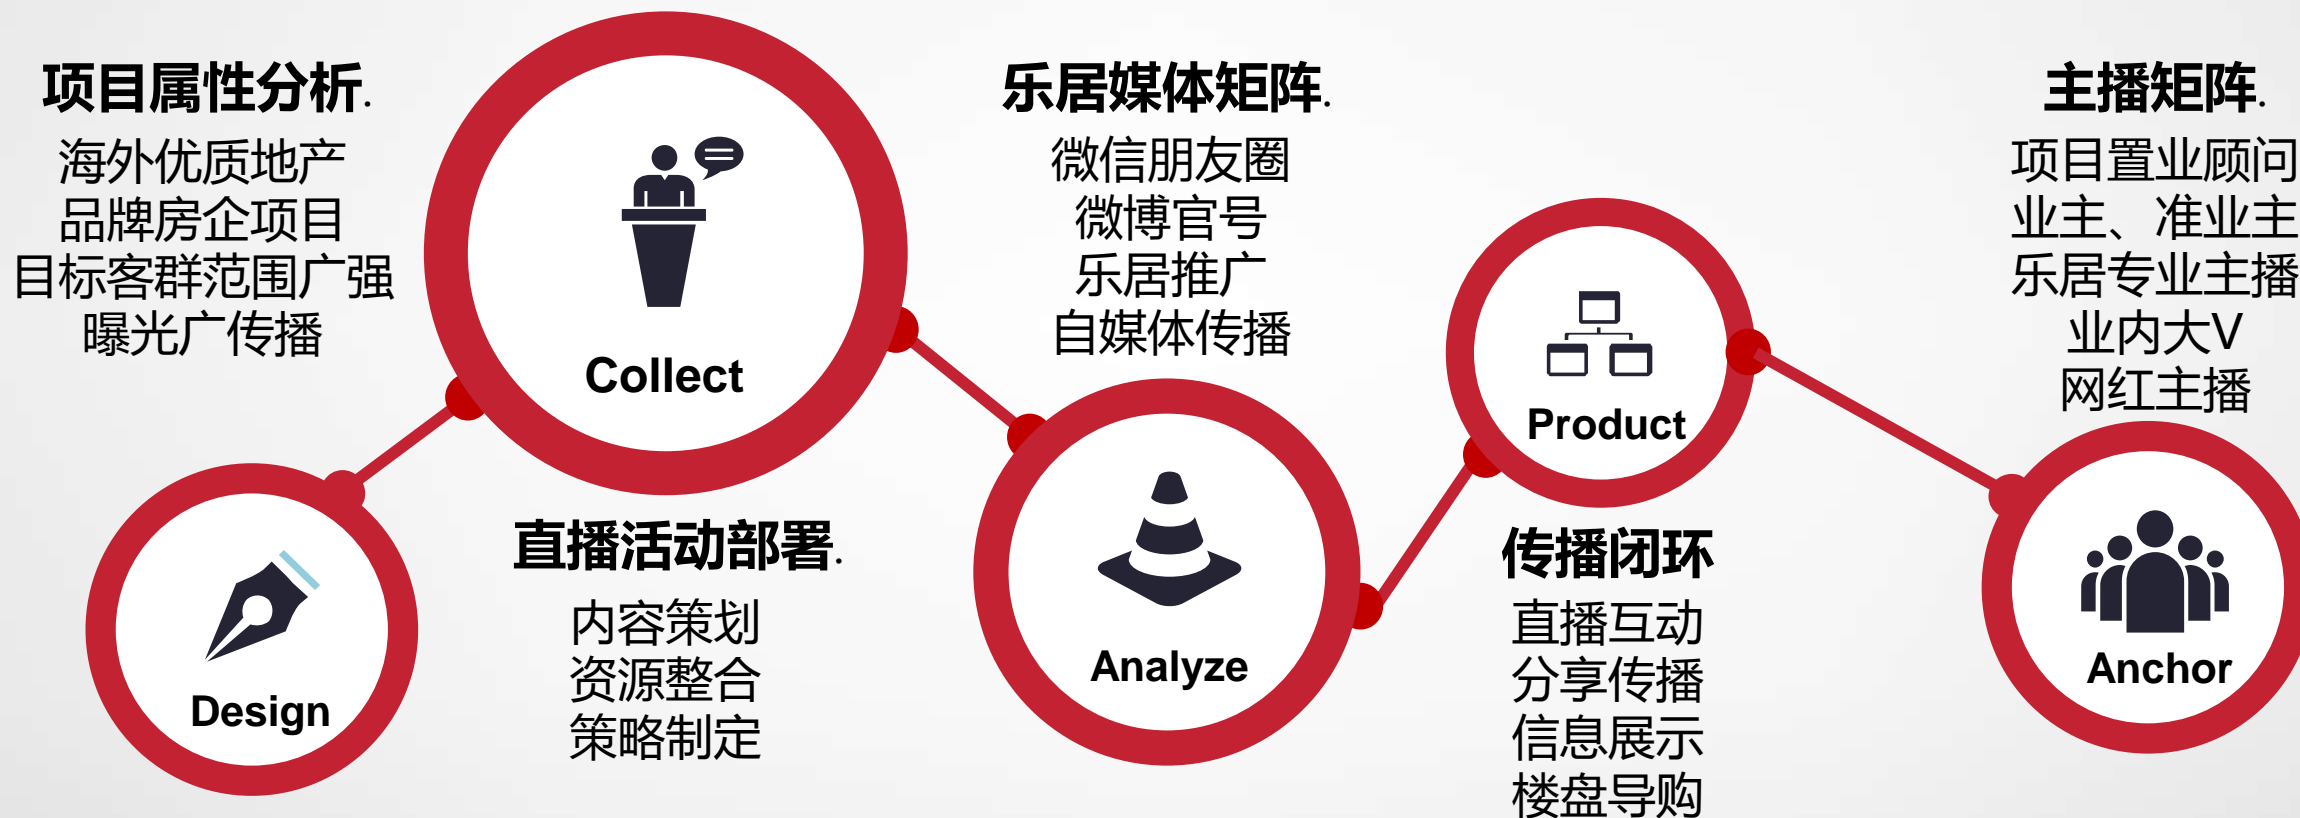 项目属性分析.
海外优质地产
品牌房企项目
目标客群范围广强
曝光广传播
Design
Collect
直播活动部署.
内容策划
资源整合
策略制定
乐居媒体矩阵.
微信朋友圈
微博官号
乐居推广
自媒体传播
Analyze
Product
传播闭环
直播互动
分享传播
信息展示
楼盘导购
主播矩阵.
项目置业顾问
业主、准业主
乐居专业主播
业内大V
网红主播
Anchor